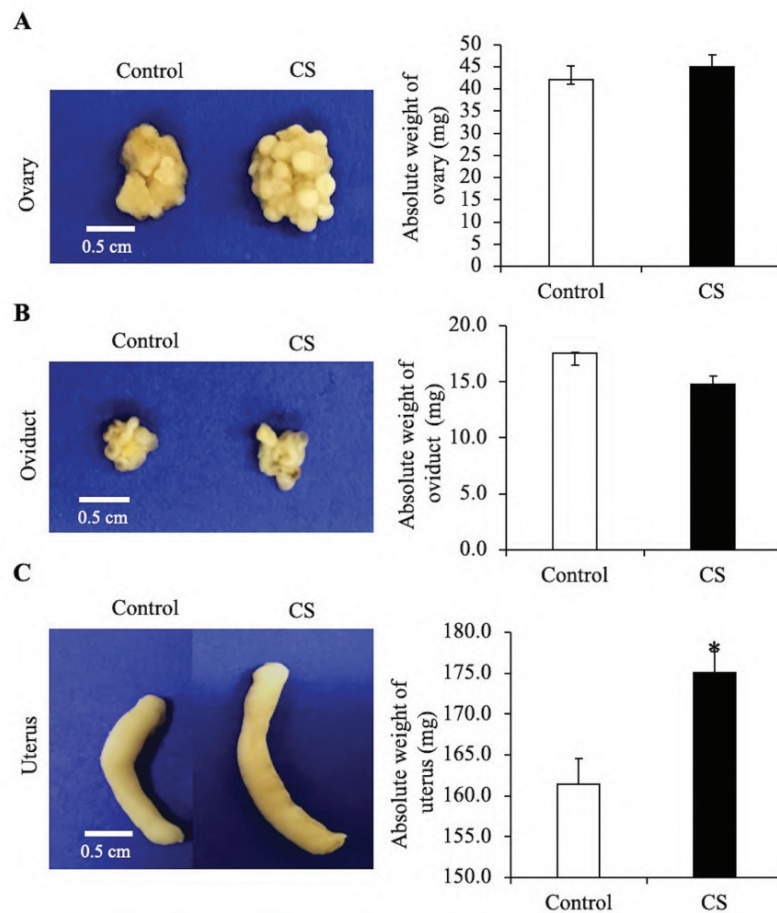 A
Control CS
Ovary
0.5 cm
Absolute weight of
ovary (mg)
50
45
40
35
30
25
20
15
10
5
0
Control CS
B
Control CS
Oviduct
0.5 cm
Absolute weight of
oviduct (mg)
20.0
15.0
10.0
5.0
0.0
Control CS
C
Control CS
Uterus
0.5 cm
Absolute weight of
uterus (mg)
180.0
175.0
170.0
165.0
160.0
155.0
150.0
*
Control CS